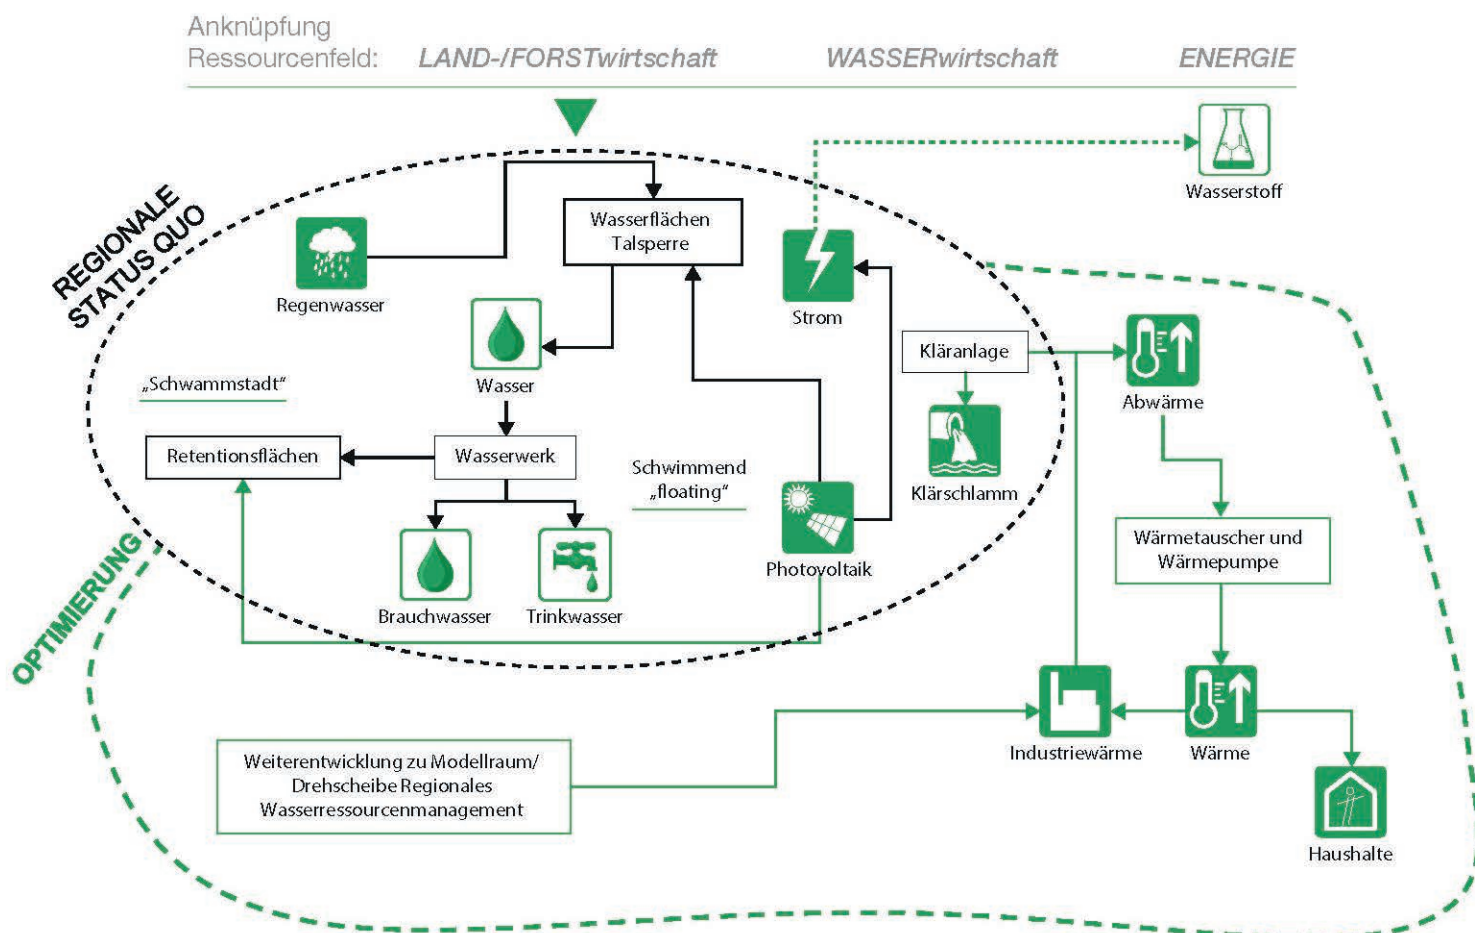 Anknüpfung
Ressourcenfeld: LAND-/FORSTwirtschaft WASSERwirtschaft ENERGIE
Wasserstoff
REGIONALE
STATUS QUO
Wasserflächen
Talsperre
Regenwasser
Strom
Kläranlage
Wasser
„Schwammstadt“
Abwärme
Retentionsflächen
Wasserwerk
Schwimmend
„floating“
Klärschlamm
Wärmetauscher und
Wärmepumpe
Photovoltaik
Brauchwasser
Trinkwasser
OPTIMIERUNG
Industriewärme
Wärme
Weiterentwicklung zu Modellraum/
Drehscheibe Regionales
Wasserressourcenmanagement
Haushalte